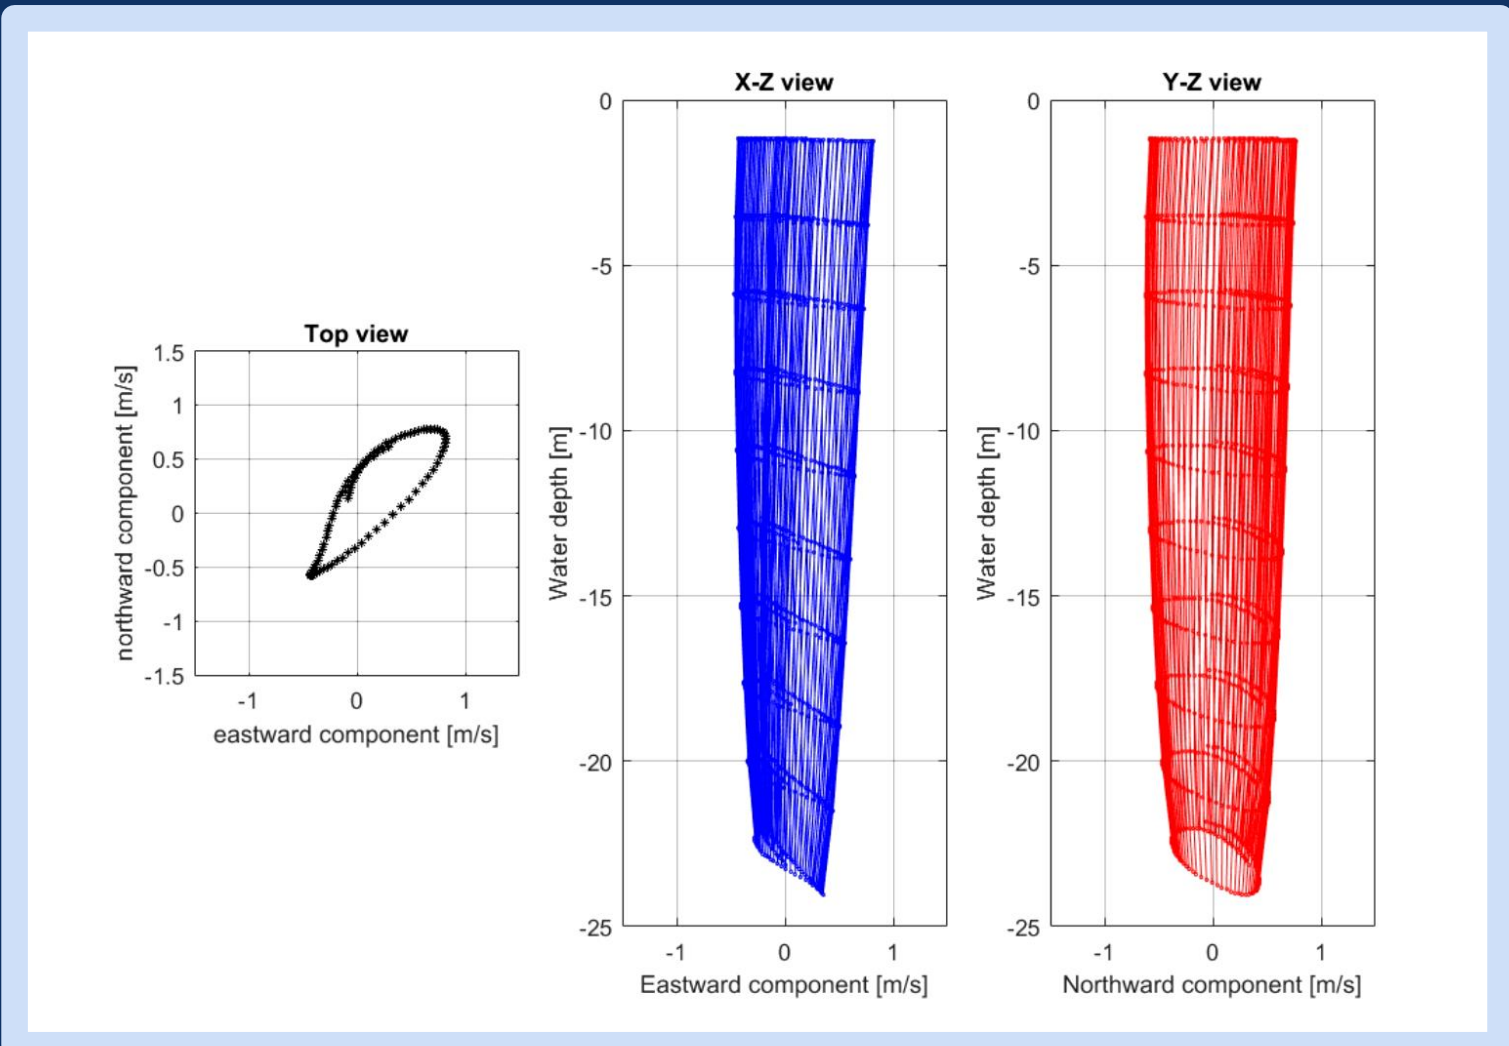 Top view
1.5
1
0.5
0
-0.5
-1
-1.5
-1 0 1
northward component [m/s]
eastward component [m/s]
X-Z view
0
-5
-10
-15
-20
-25
-1 0 1
Water depth [m]
Eastward component [m/s]
Y-Z view
0
-5
-10
-15
-20
-25
-1 0 1
Water depth [m]
Northward component [m/s]